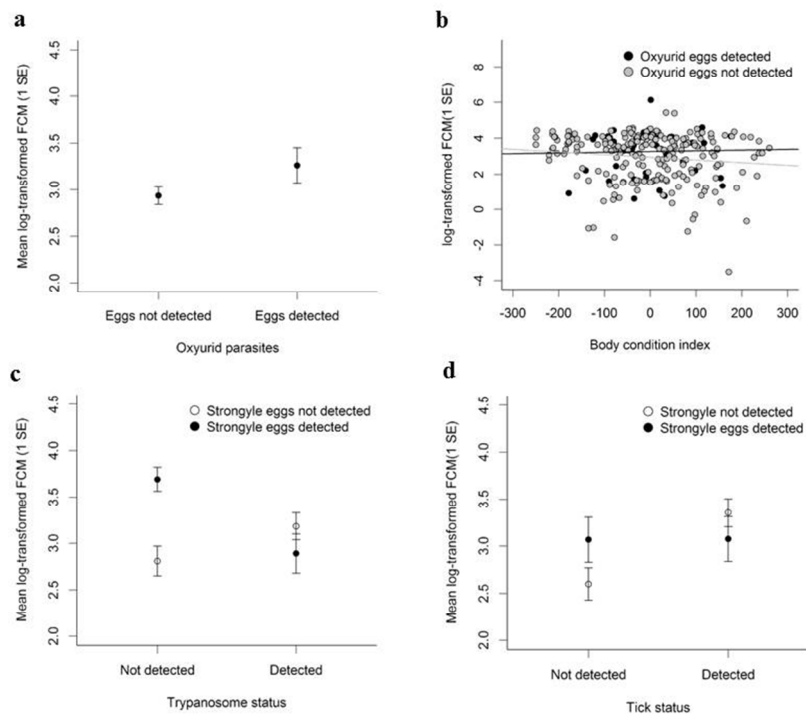 a
Mean log-transformed FCM (1 SE)
4.5
4.0
3.5
3.0
2.5
2.0
Eggs not detected
Eggs detected
Oxyurid parasites
b
log-transformed FCM(1 SE)
8
6
4
2
0
-2
-4
Oxyurid eggs detected
Oxyurid eggs not detected
-300
-200
-100
0
100
200
300
Body condition index
c
Mean log-transformed FCM (1 SE)
4.5
4.0
3.5
3.0
2.5
2.0
Strongyle eggs not detected
Strongyle eggs detected
Not detected
Detected
Trypanosome status
d
Mean log-transformed FCM(1 SE)
4.5
4.0
3.5
3.0
2.5
2.0
Strongyle not detected
Strongyle eggs detected
Not detected
Detected
Tick status